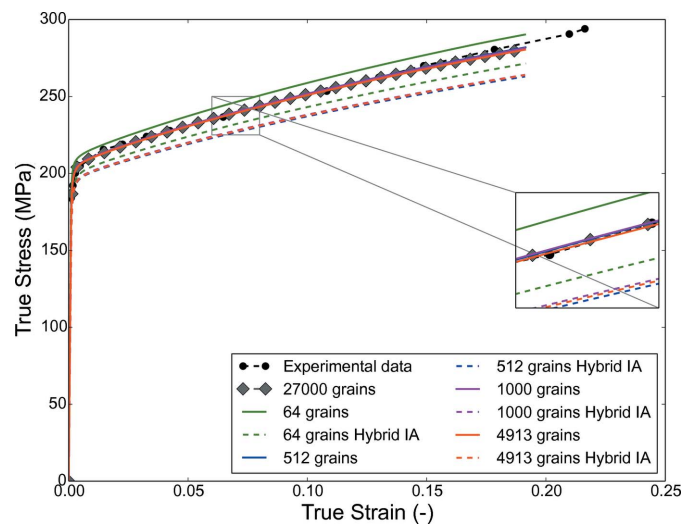 300
250
200
150
100
50
0
0.00 0.05 0.10 0.15 0.20 0.25
True Stress (MPa)
True Strain (-)
Experimental data
27000 grains
64 grains
64 grains Hybrid IA
512 grains
512 grains Hybrid IA
1000 grains
1000 grains Hybrid IA
4913 grains
4913 grains Hybrid IA